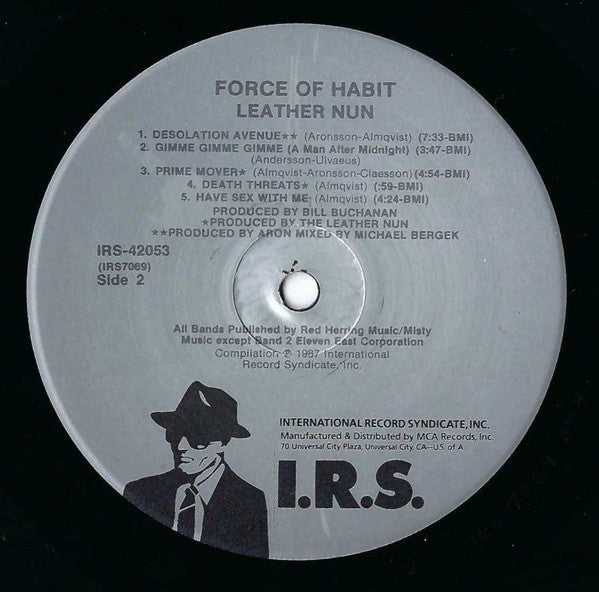 FORCE OF HABIT
LEATHER NUN
1. DESOLATION AVENUE★★ (Aronsson-Almqvist) (7:33-BMI)
2. GIMME GIMME GIMME (A Man After Midnight) (3:47-BMI)
(Andersson-Ulvaeus)
3. PRIME MOVER★ (Almqvist-Aronsson-Claesson) (4:54-BMI)
4. DEATH THREATS★ (Almqvist) (:59-BMI)
5. HAVE SEX WITH ME (Almqvist) (4:24-BMI)
PRODUCED BY BILL BUCHANAN
★PRODUCED BY THE LEATHER NUN
★★PRODUCED BY ARON MIXED BY MICHAEL BERGEK
IRS-42053
(IRS7069)
Side 2
All Bands Published by Red Herring Music/Misty
Music except Band 2 Eleven East Corporation
Compilation ℗ 1987 International
Record Syndicate, Inc.
INTERNATIONAL RECORD SYNDICATE, INC.
Manufactured & Distributed by MCA Records, Inc.
70 Universal City Plaza, Universal City, CA--U.S. of A.
I.R.S.